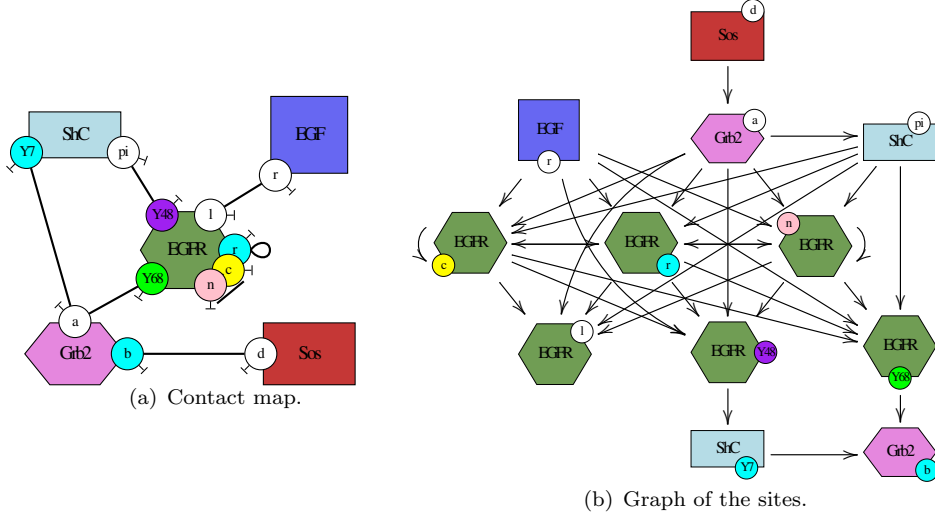 ShC
Y7
pi
EGF
r
Y48
l
EGFR
r
c
n
Y68
a
Grb2
b
d
Sos
(a) Contact map.
d
Sos
EGF
r
a
Grb2
pi
ShC
EGFR
c
EGFR
r
n
EGFR
l
EGFR
EGFR
Y48
EGFR
Y68
ShC
Y7
Grb2
b
(b) Graph of the sites.